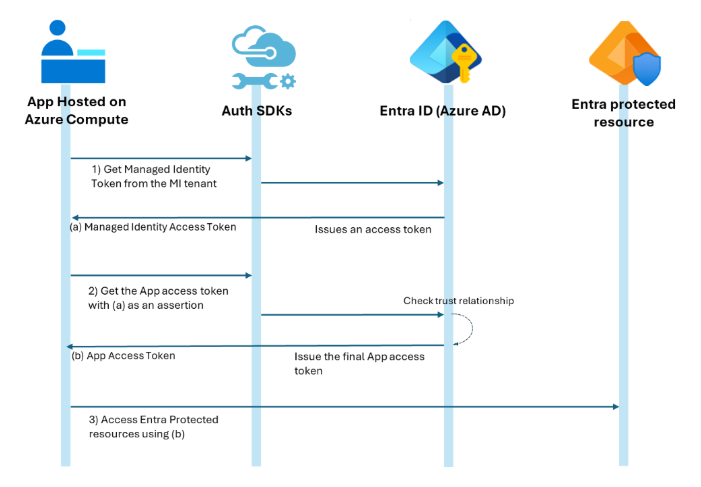 App Hosted on
Azure Compute
Auth SDKs
Entra ID (Azure AD)
Entra protected
resource
1) Get Managed Identity
Token from the MI tenant
(a) Managed Identity Access Token
Issues an access token
2) Get the App access token
with (a) as an assertion
Check trust relationship
(b) App Access Token
Issue the final App access
token
3) Access Entra Protected
resources using (b)